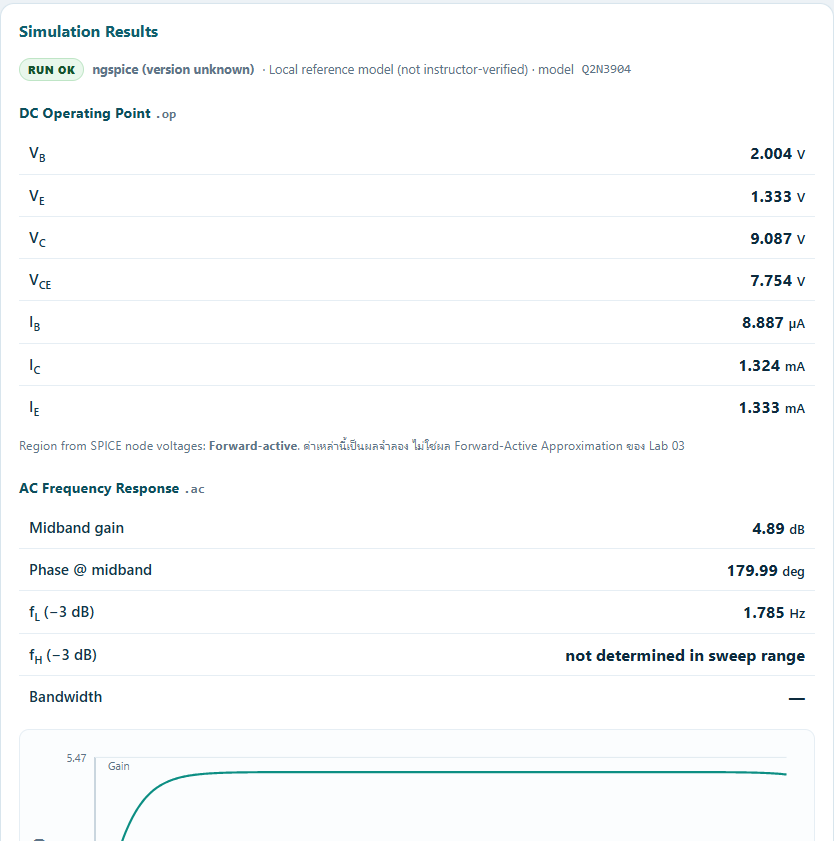 Simulation Results
RUN OK ngspice (version unknown) · Local reference model (not instructor-verified) · model Q2N3904
DC Operating Point .op
VB 2.004 V
VE 1.333 V
VC 9.087 V
VCE 7.754 V
IB 8.887 μA
IC 1.324 mA
IE 1.333 mA
Region from SPICE node voltages: Forward-active. ค่าเหล่านี้เป็นผลจำลอง ไม่ใช่ผล Forward-Active Approximation ของ Lab 03
AC Frequency Response .ac
Midband gain 4.89 dB
Phase @ midband 179.99 deg
fL (−3 dB) 1.785 Hz
fH (−3 dB) not determined in sweep range
Bandwidth —
5.47 Gain